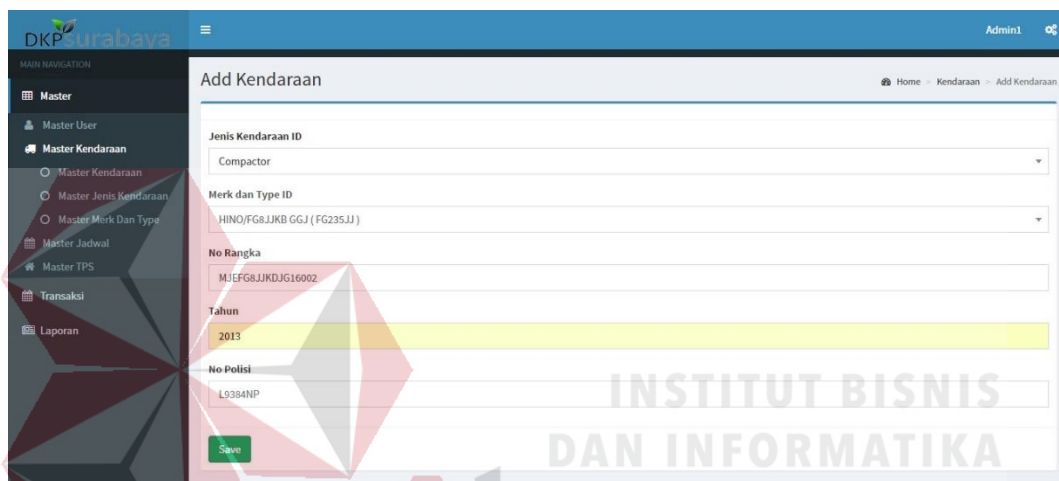 DKPSurabaya
Admin1
MAIN NAVIGATION
Master
Master User
Master Kendaraan
Master Kendaraan
Master Jenis Kendaraan
Master Merk Dan Type
Master Jadwal
Master TPS
Transaksi
Laporan
Add Kendaraan
Home > Kendaraan > Add Kendaraan
Jenis Kendaraan ID
Compactor
Merk dan Type ID
HINO/FG8JJKB GGJ ( FG235JJ )
No Rangka
MJEFG8JJKDJG16002
Tahun
2013
No Polisi
L9384NP
Save
INSTITUT BISNIS
DAN INFORMATIKA